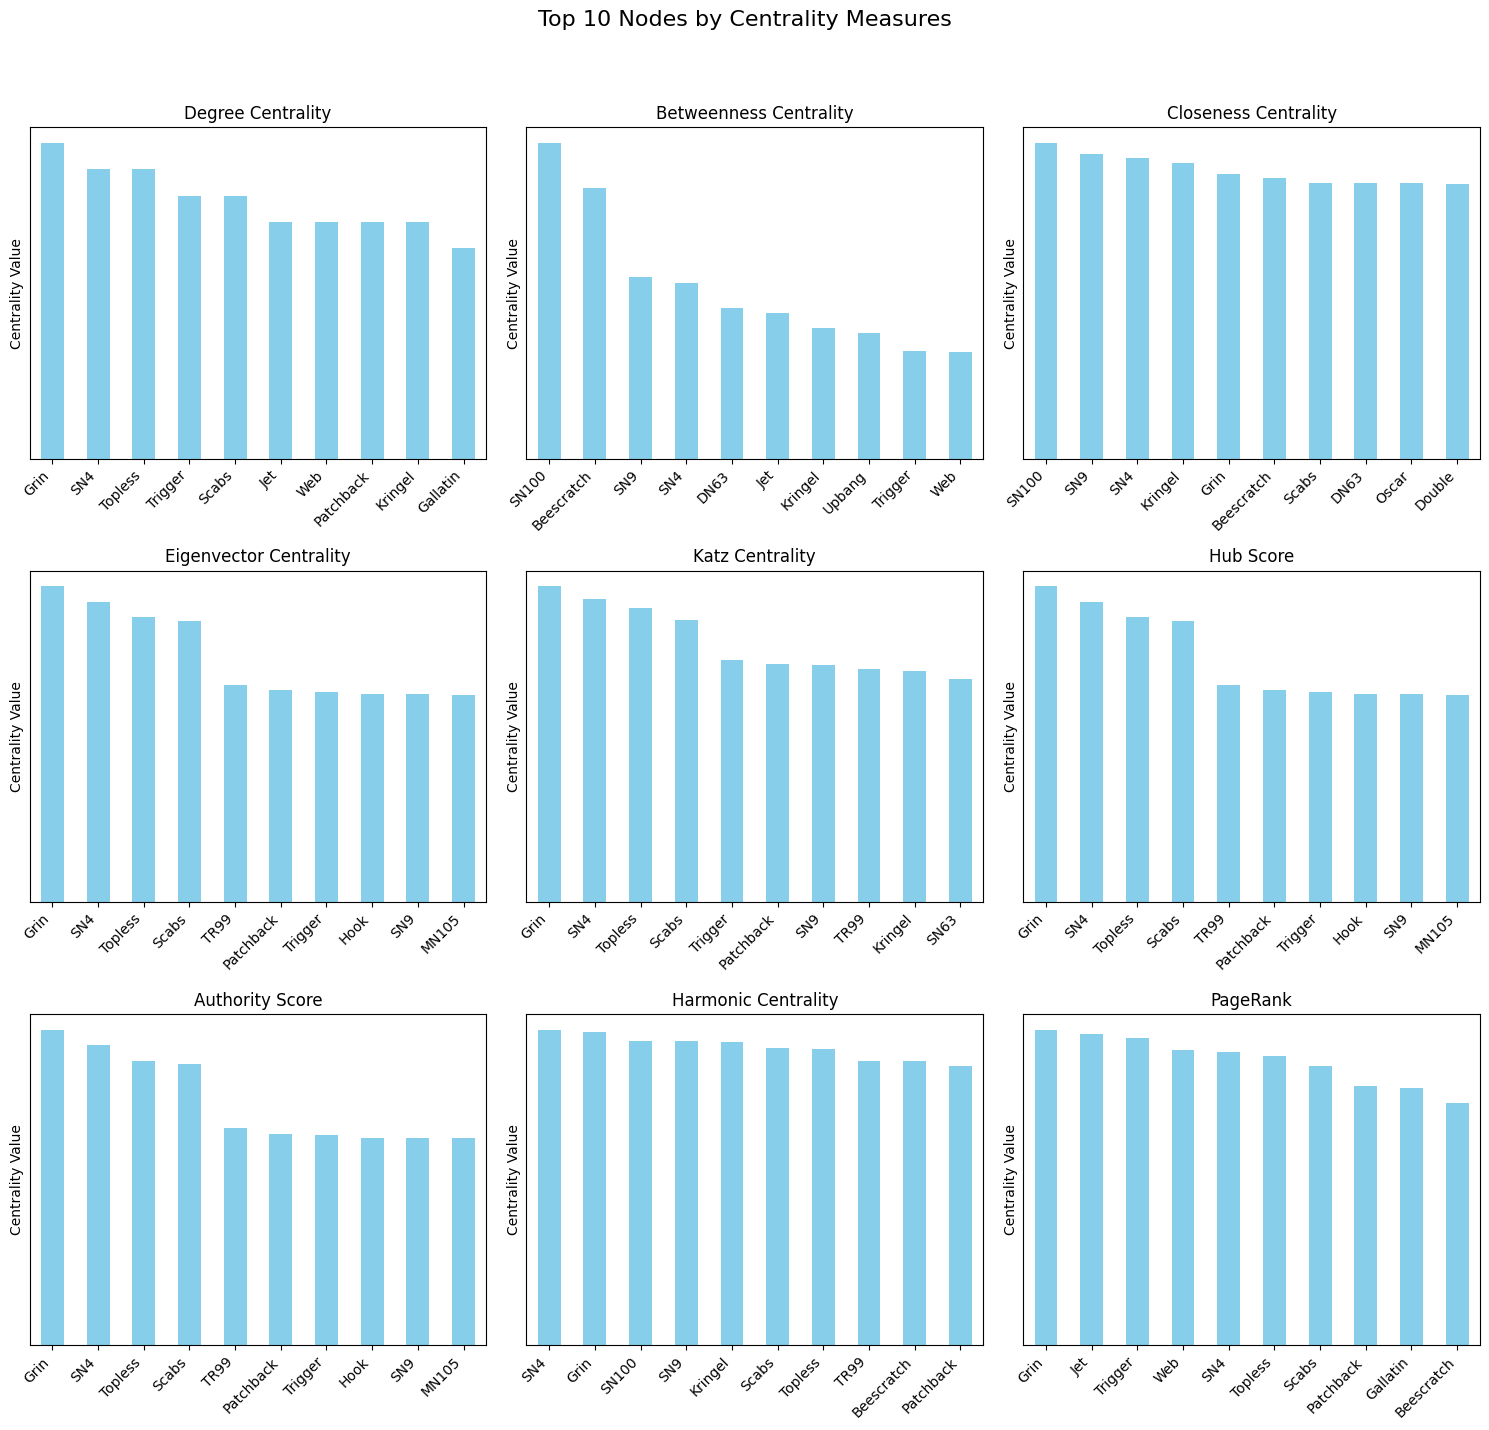 Top 10 Nodes by Centrality Measures
Degree Centrality
Centrality Value
Grin
SN4
Topless
Trigger
Scabs
Jet
Web
Patchback
Kringel
Gallatin
Betweenness Centrality
Centrality Value
SN100
Beescratch
SN9
SN4
DN63
Jet
Kringel
Upbang
Trigger
Web
Closeness Centrality
Centrality Value
SN100
SN9
SN4
Kringel
Grin
Beescratch
Scabs
DN63
Oscar
Double
Eigenvector Centrality
Centrality Value
Grin
SN4
Topless
Scabs
TR99
Patchback
Trigger
Hook
SN9
MN105
Katz Centrality
Centrality Value
Grin
SN4
Topless
Scabs
Trigger
Patchback
SN9
TR99
Kringel
SN63
Hub Score
Centrality Value
Grin
SN4
Topless
Scabs
TR99
Patchback
Trigger
Hook
SN9
MN105
Authority Score
Centrality Value
Grin
SN4
Topless
Scabs
TR99
Patchback
Trigger
Hook
SN9
MN105
Harmonic Centrality
Centrality Value
SN4
Grin
SN100
SN9
Kringel
Scabs
Topless
TR99
Beescratch
Patchback
PageRank
Centrality Value
Grin
Jet
Trigger
Web
SN4
Topless
Scabs
Patchback
Gallatin
Beescratch